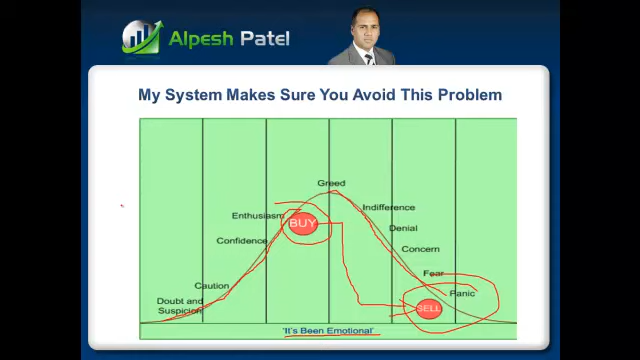 Alpesh Patel
My System Makes Sure You Avoid This Problem
Greed
Enthusiasm
Indifference
BUY
Denial
Confidence
Concern
Fear
Caution
Panic
Doubt and
Suspicion
SELL
'It's Been Emotional'